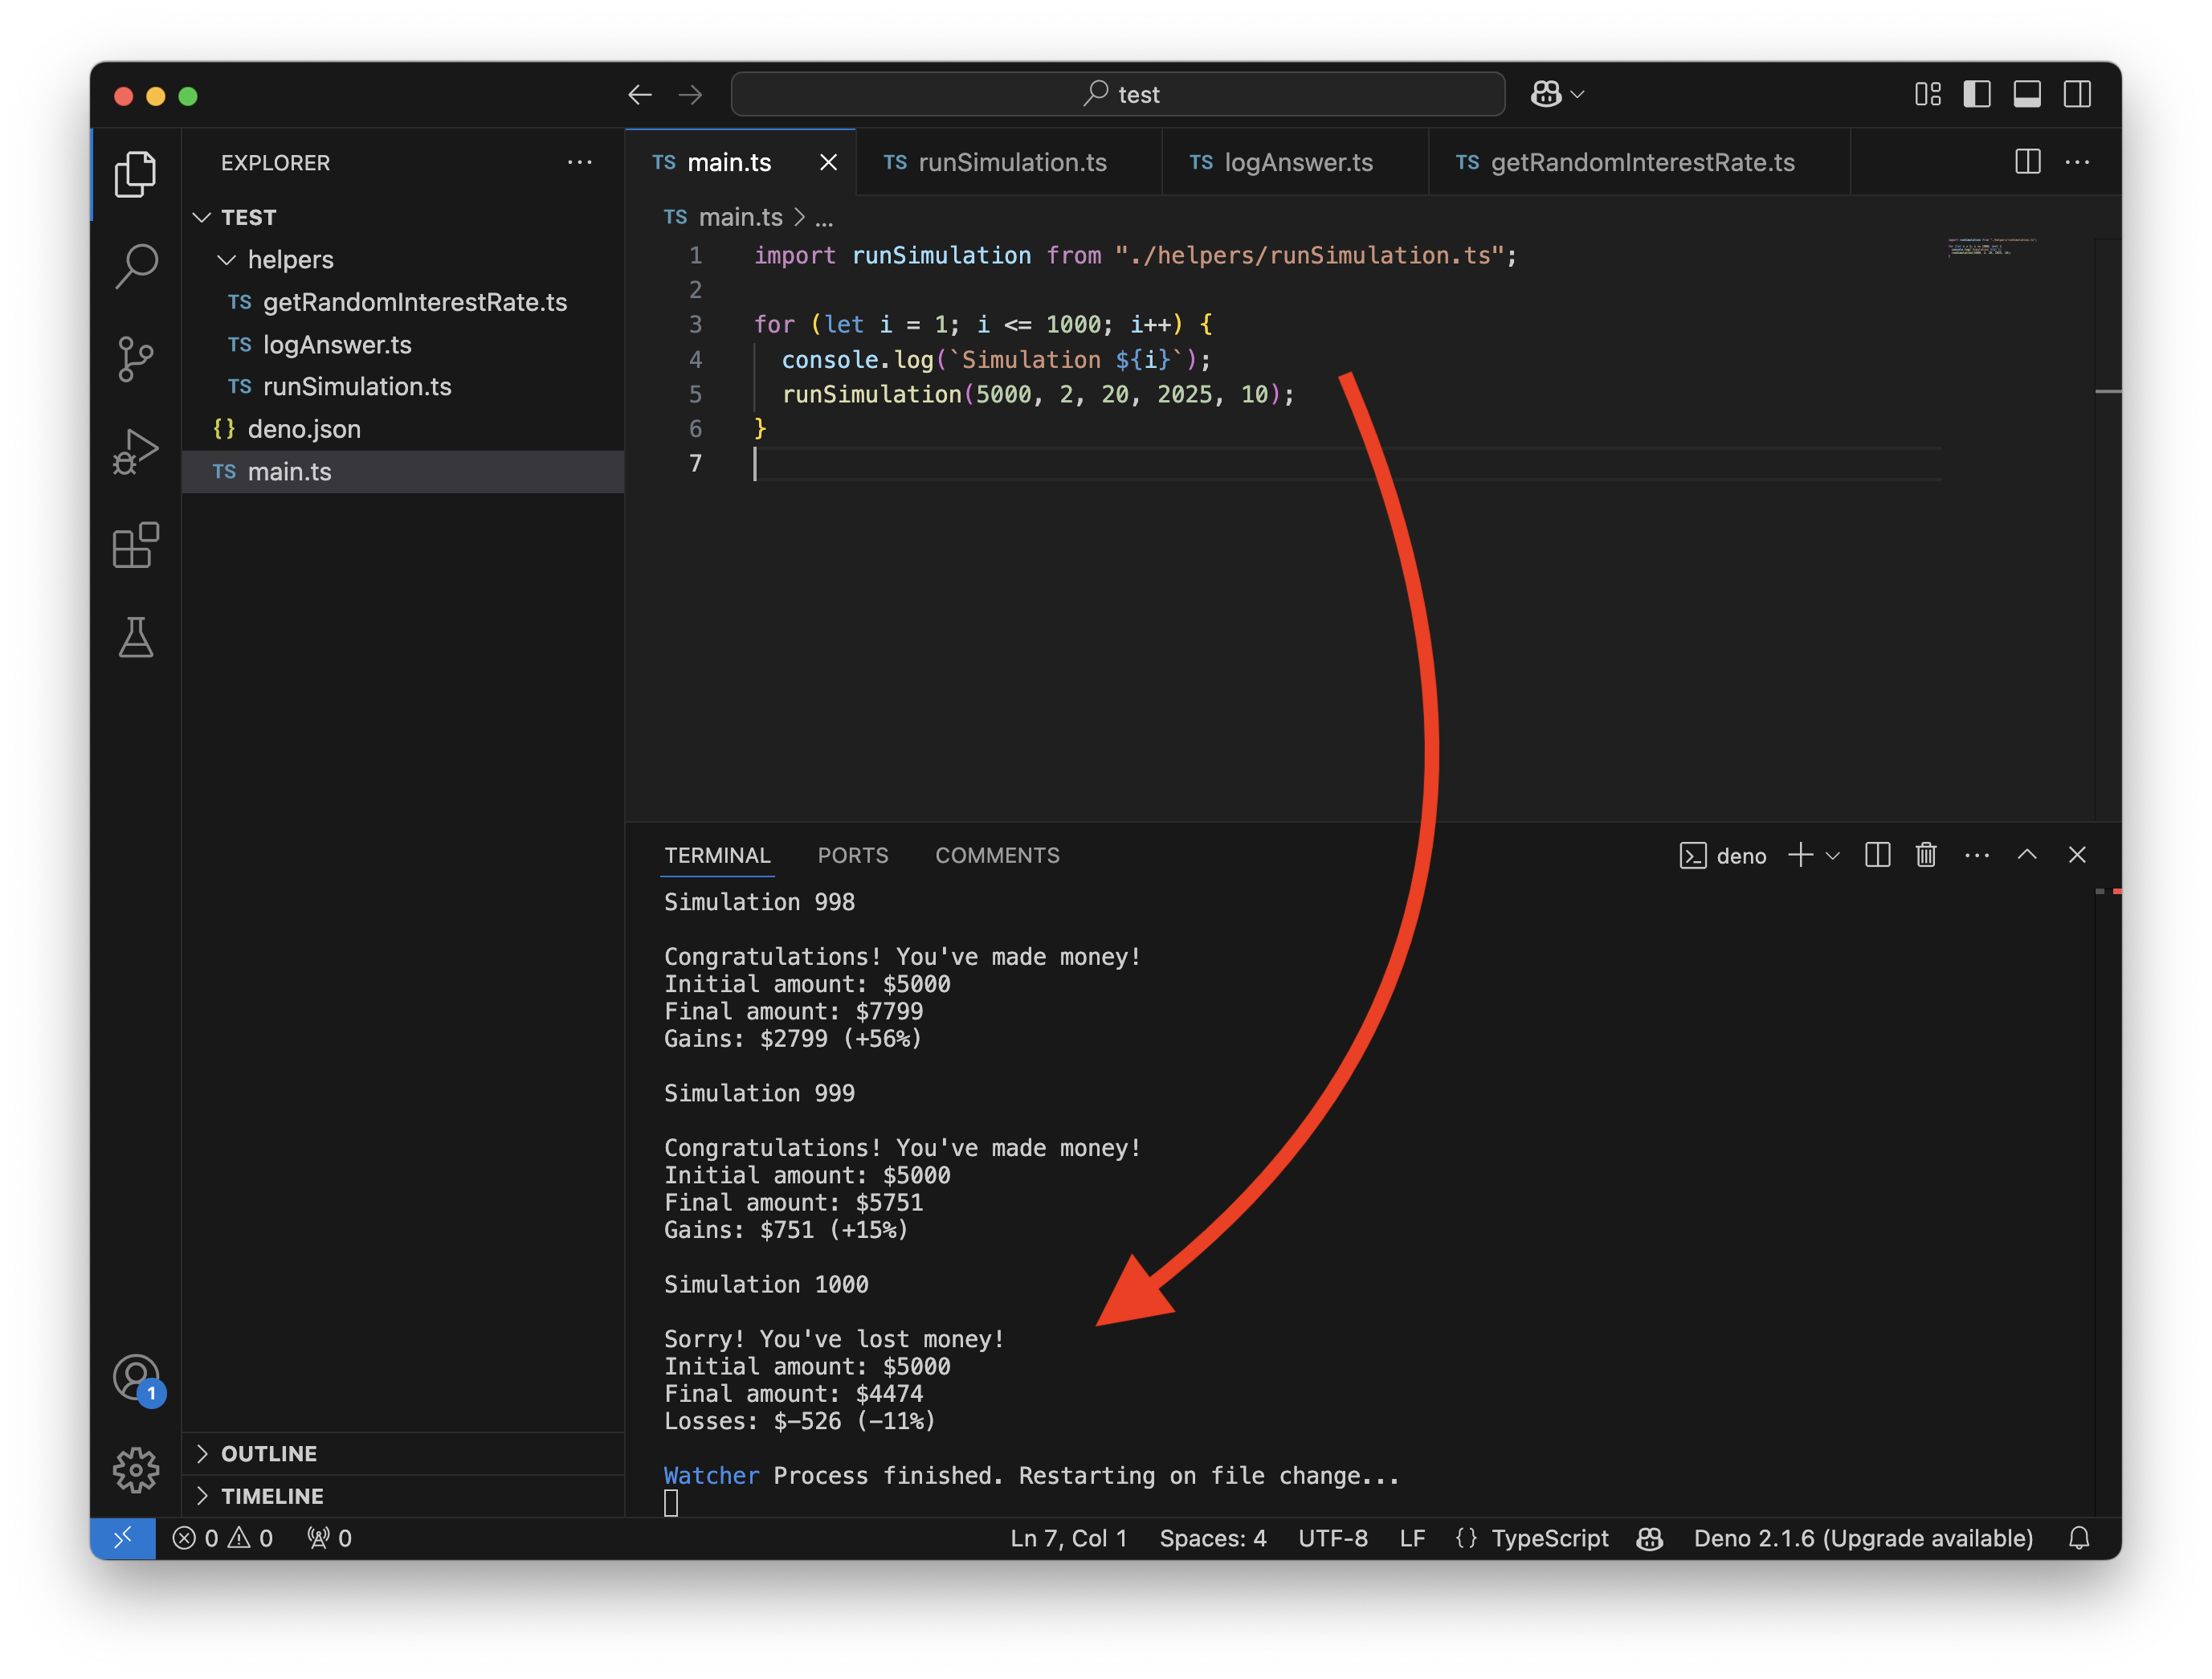 test
EXPLORER
TEST
helpers
TS getRandomInterestRate.ts
TS logAnswer.ts
TS runSimulation.ts
{} deno.json
TS main.ts
OUTLINE
TIMELINE
1
TS main.ts
TS runSimulation.ts
TS logAnswer.ts
TS getRandomInterestRate.ts
TS main.ts > ...
1 import runSimulation from "./helpers/runSimulation.ts";
2
3 for (let i = 1; i <= 1000; i++) {
4 console.log(`Simulation ${i}`);
5 runSimulation(5000, 2, 20, 2025, 10);
6 }
7
TERMINAL PORTS COMMENTS
deno
Simulation 998
Congratulations! You've made money!
Initial amount: $5000
Final amount: $7799
Gains: $2799 (+56%)
Simulation 999
Congratulations! You've made money!
Initial amount: $5000
Final amount: $5751
Gains: $751 (+15%)
Simulation 1000
Sorry! You've lost money!
Initial amount: $5000
Final amount: $4474
Losses: $-526 (-11%)
Watcher Process finished. Restarting on file change...
0 0 0 Ln 7, Col 1 Spaces: 4 UTF-8 LF {} TypeScript Deno 2.1.6 (Upgrade available)